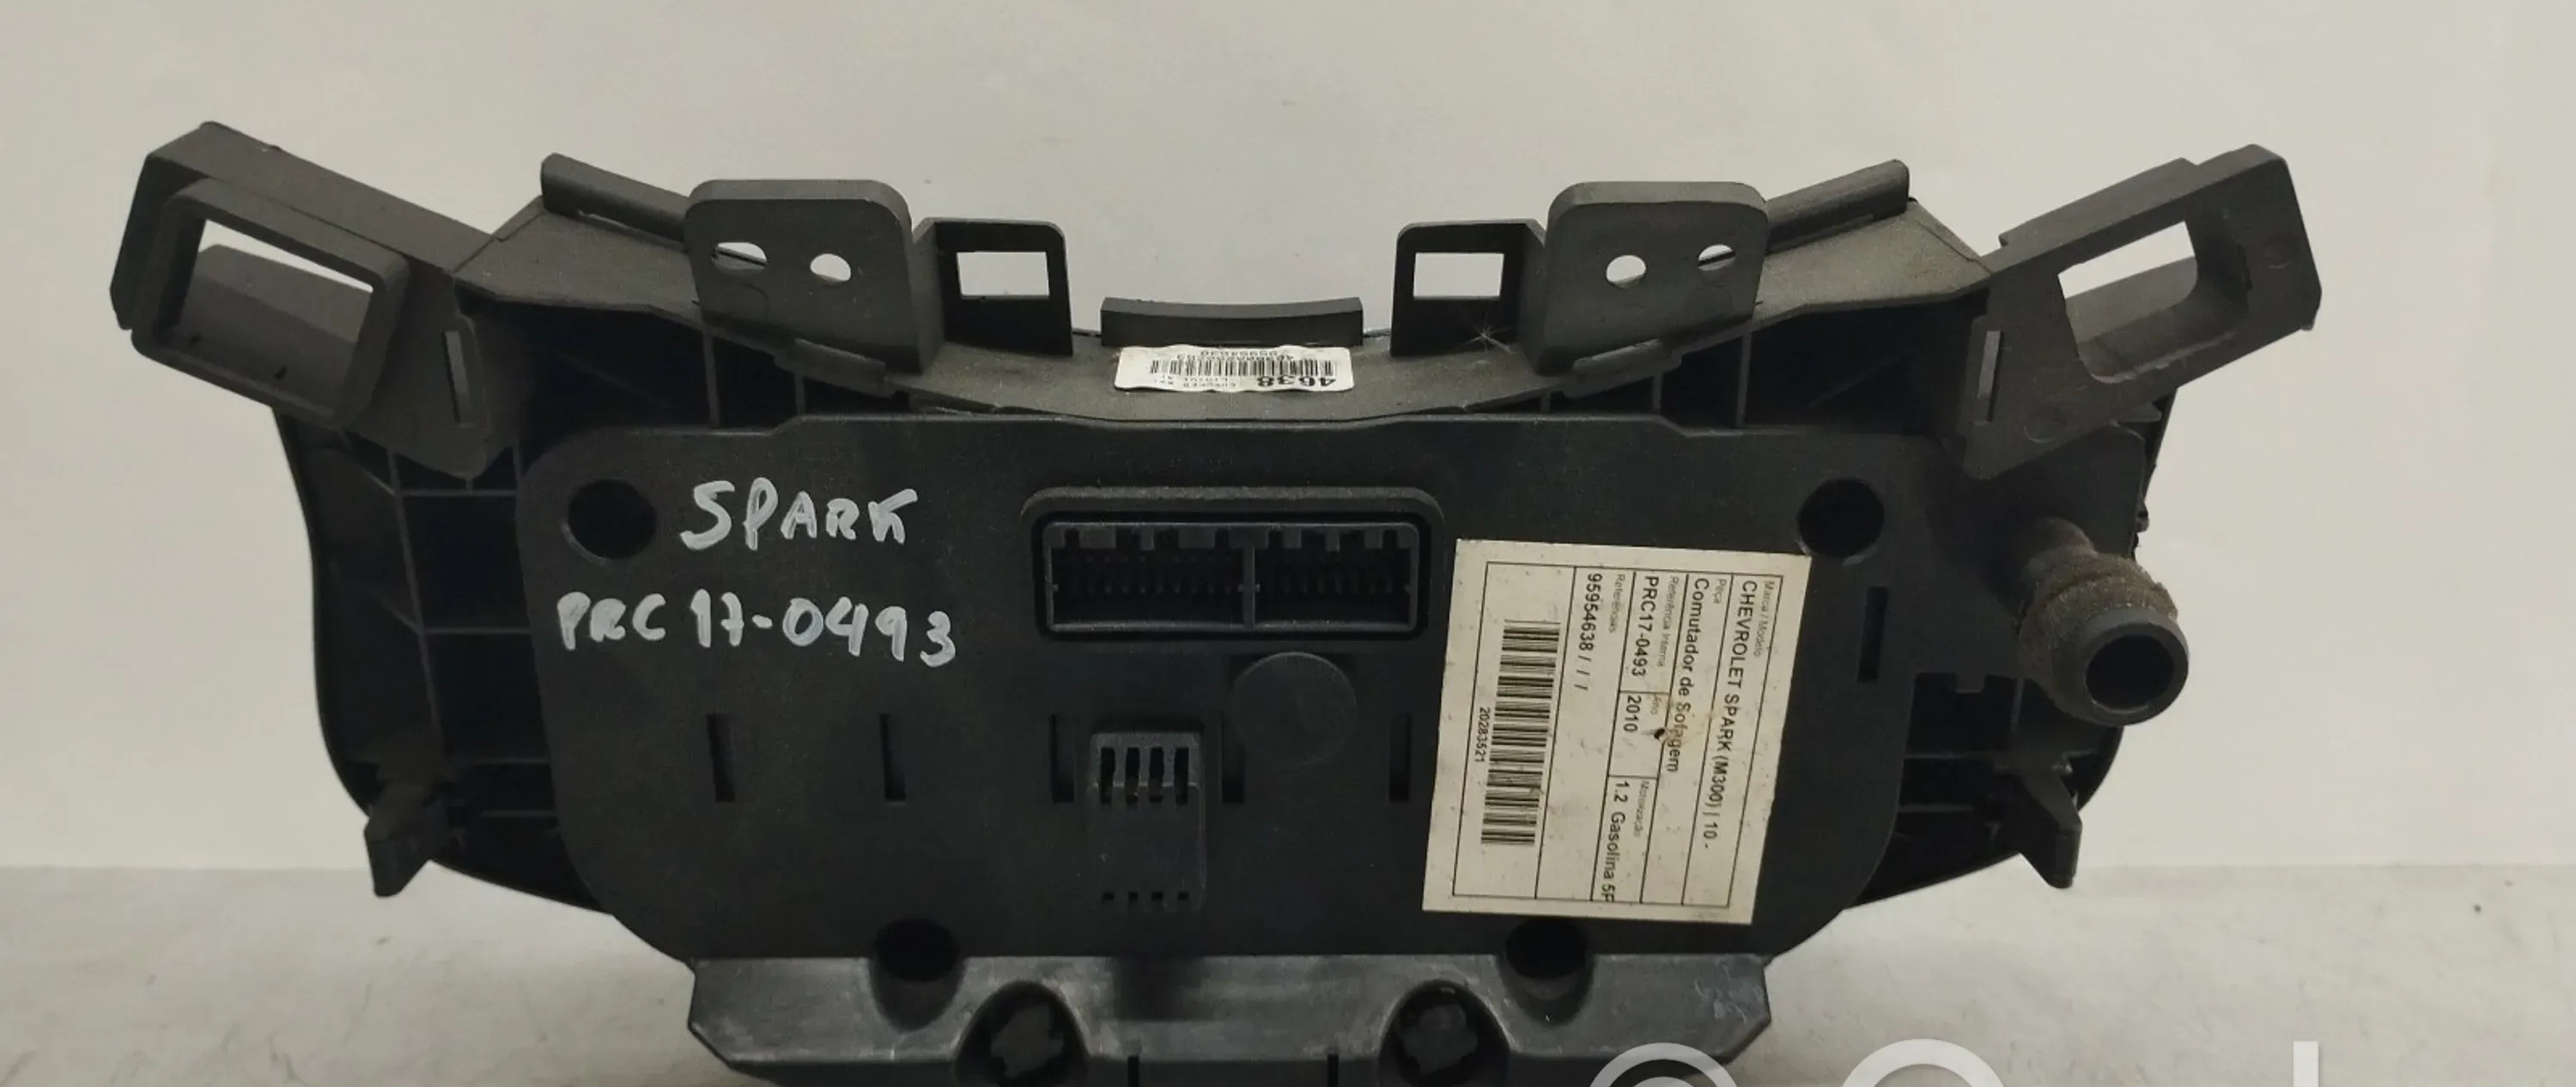 4638
95954638
SPARK
PRC 17-0493
Marca / Modelo
CHEVROLET SPARK (M300) | 10 -
Peça
Comutador de Sofagem
Referência Interna
Ano
Motorização
PRC17-0493
2010
1.2 Gasolina 5P
Referências
95954638 / / /
20283521